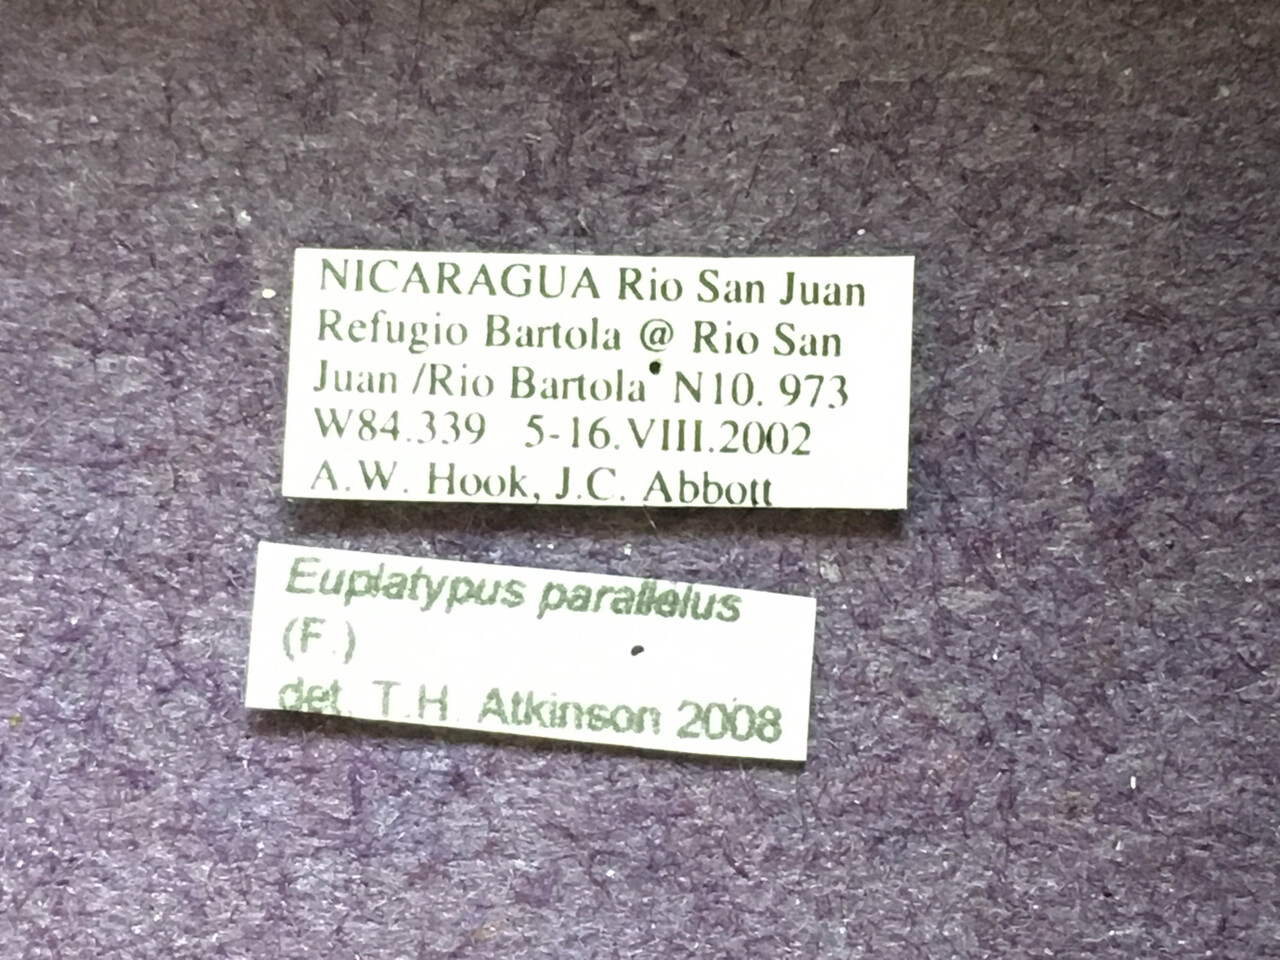 NICARAGUA Rio San Juan
Refugio Bartola @ Rio San
Juan /Rio Bartola N10. 973
W84.339 5-16.VIII.2002
A.W. Hook, J.C. Abbott
Euplatypus parallelus
(F.)
det. T.H. Atkinson 2008